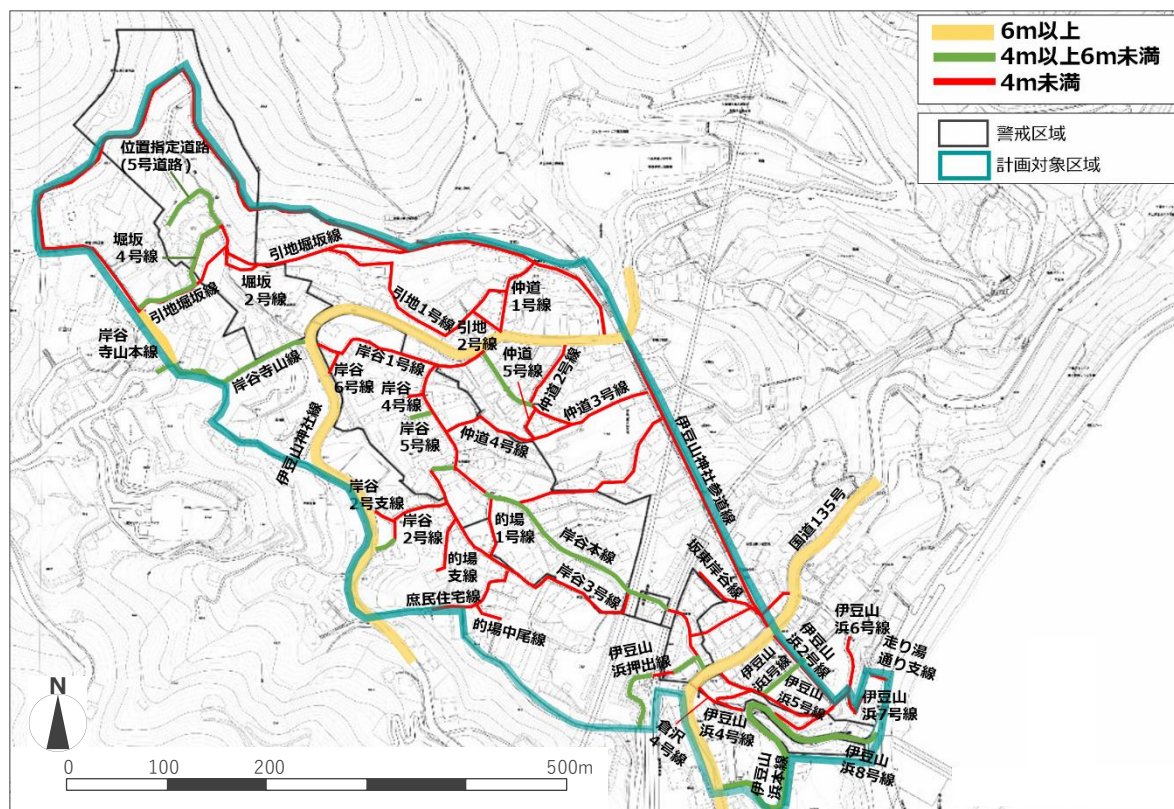 6m以上
4m以上6m未満
4m未満
警戒区域
計画対象区域
位置指定道路
(5号道路)
堀坂
4号線
引地堀坂線
堀坂
2号線
引地堀坂線
引地1号線
仲道
1号線
引地
2号線
岸谷
寺山本線
岸谷寺山線
岸谷1号線
岸谷
6号線
岸谷
4号線
岸谷
5号線
仲道
5号線
仲道2号線
仲道3号線
仲道4号線
伊豆山神社線
伊豆山神社参道線
岸谷
2号支線
岸谷
2号線
的場
1号線
的場
支線
岸谷本線
岸谷3号線
庶民住宅線
的場中尾線
坂東岸谷線
国道135号
伊豆山
浜押出線
伊豆山
浜1号線
伊豆山
浜2号線
伊豆山
浜6号線
走り湯
通り支線
伊豆山
浜5号線
伊豆山
浜7号線
倉沢
4号線
伊豆山
浜4号線
伊豆山
浜本線
伊豆山
浜8号線
N
0 100 200 500m